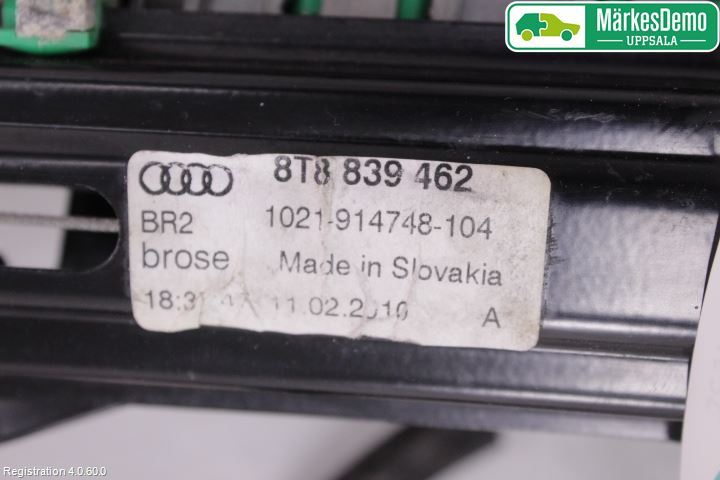 MärkesDemo
UPPSALA
8T8 839 462
BR2 1021-914748-104
brose Made in Slovakia
A
Registration 4.0.60.0